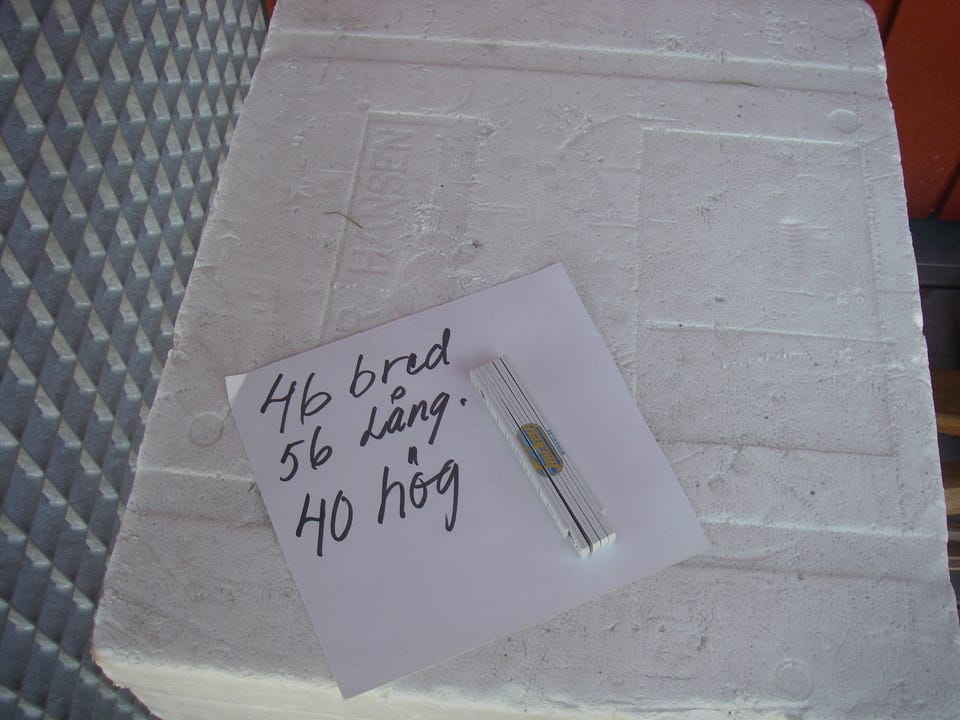 46 bred
56 Lång.
40 hög